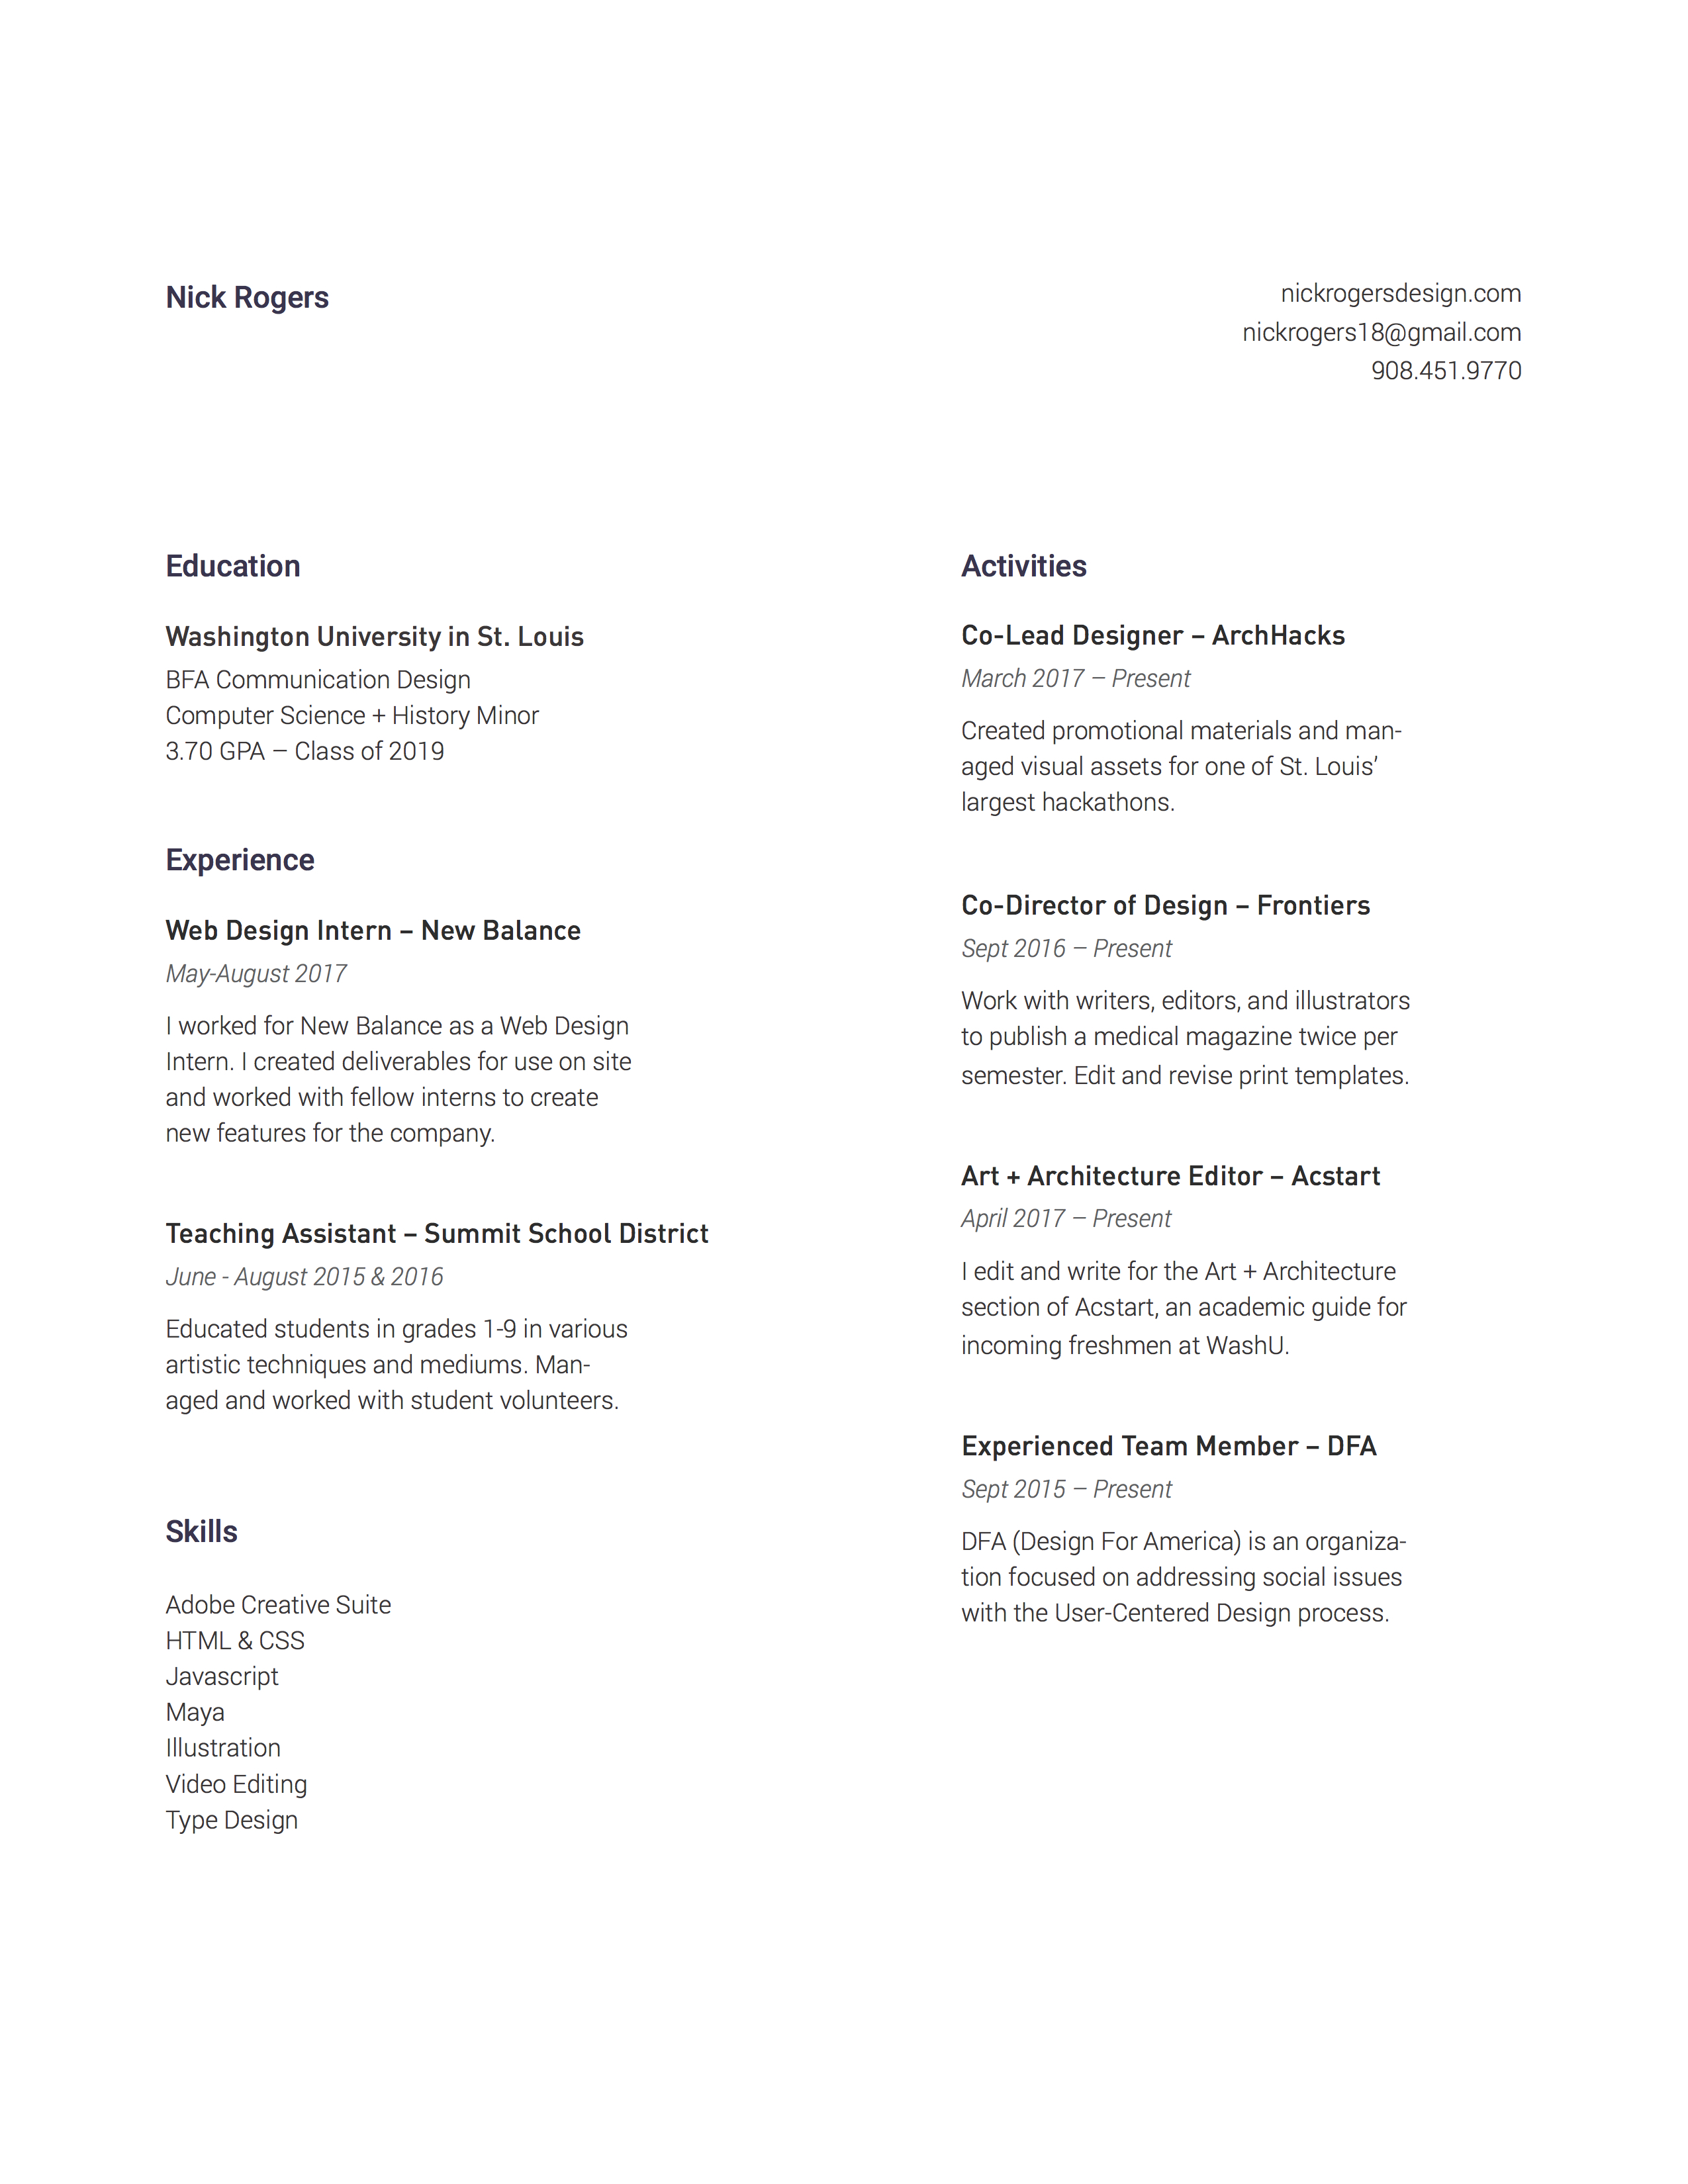 Nick Rogers
nickrogersdesign.com
nickrogers18@gmail.com
908.451.9770
Education
Washington University in St. Louis
BFA Communication Design
Computer Science + History Minor
3.70 GPA – Class of 2019
Experience
Web Design Intern – New Balance
May-August 2017
I worked for New Balance as a Web Design
Intern. I created deliverables for use on site
and worked with fellow interns to create
new features for the company.
Teaching Assistant – Summit School District
June - August 2015 & 2016
Educated students in grades 1-9 in various
artistic techniques and mediums. Man-
aged and worked with student volunteers.
Skills
Adobe Creative Suite
HTML & CSS
Javascript
Maya
Illustration
Video Editing
Type Design
Activities
Co-Lead Designer – ArchHacks
March 2017 – Present
Created promotional materials and man-
aged visual assets for one of St. Louis’
largest hackathons.
Co-Director of Design – Frontiers
Sept 2016 – Present
Work with writers, editors, and illustrators
to publish a medical magazine twice per
semester. Edit and revise print templates.
Art + Architecture Editor – Acstart
April 2017 – Present
I edit and write for the Art + Architecture
section of Acstart, an academic guide for
incoming freshmen at WashU.
Experienced Team Member – DFA
Sept 2015 – Present
DFA (Design For America) is an organiza-
tion focused on addressing social issues
with the User-Centered Design process.